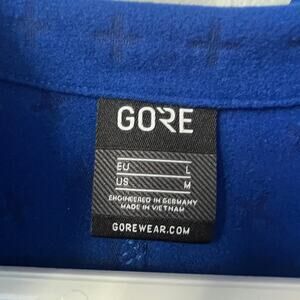 GORE
EU L
US M
ENGINEERED IN GERMANY
MADE IN VIETNAM
GOREWEAR.COM